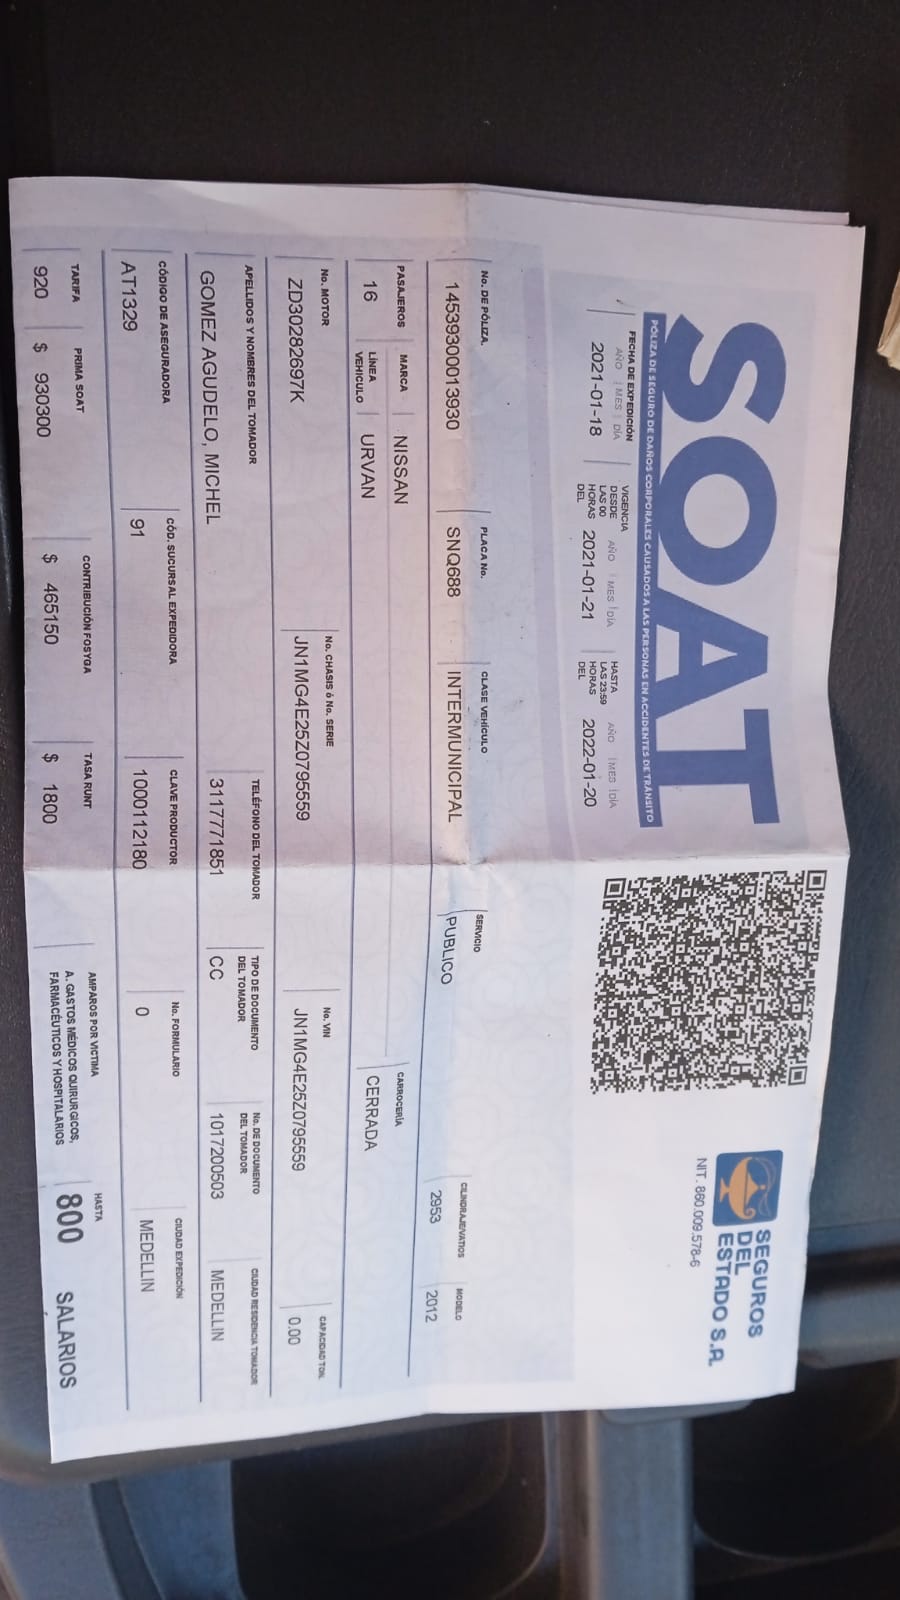 SOAT
PÓLIZA DE SEGURO DE DAÑOS CORPORALES CAUSADOS A LAS PERSONAS EN ACCIDENTES DE TRÁNSITO
SEGUROS
DEL
ESTADO S.A.
NIT. 860.009.578-6
FECHA DE EXPEDICIÓN
AÑO | MES | DÍA
2021-01-18
VIGENCIA
DESDE
LAS 00
HORAS
DEL
AÑO | MES | DÍA
2021-01-21
HASTA
LAS 23:59
HORAS
DEL
AÑO | MES | DÍA
2022-01-20
No. DE PÓLIZA. PLACA No. CLASE VEHÍCULO SERVICIO CILINDRAJE/VATIOS MODELO
14539300013930 SNQ688 INTERMUNICIPAL PUBLICO 2953 2012
PASAJEROS MARCA NISSAN CARROCERÍA
16 LÍNEA VEHICULO URVAN CERRADA
No. MOTOR No. CHASIS ó No. SERIE No. VIN CAPACIDAD TON.
ZD30282697K JN1MG4E25Z0795559 JN1MG4E25Z0795559 0.00
APELLIDOS Y NOMBRES DEL TOMADOR TELÉFONO DEL TOMADOR TIPO DE DOCUMENTO DEL TOMADOR No. DE DOCUMENTO DEL TOMADOR CIUDAD RESIDENCIA TOMADOR
GOMEZ AGUDELO, MICHEL 3117771851 CC 1017200503 MEDELLIN
CÓDIGO DE ASEGURADORA CÓD. SUCURSAL EXPEDIDORA CLAVE PRODUCTOR No. FORMULARIO CIUDAD EXPEDICIÓN
AT1329 91 1000112180 0 MEDELLIN
TARIFA PRIMA SOAT CONTRIBUCIÓN FOSYGA TASA RUNT AMPAROS POR VICTIMA HASTA
920 $ 930300 $ 465150 $ 1800 A. GASTOS MÉDICOS QUIRURGICOS, 800 SALARIOS
FARMACÉUTICOS Y HOSPITALARIOS